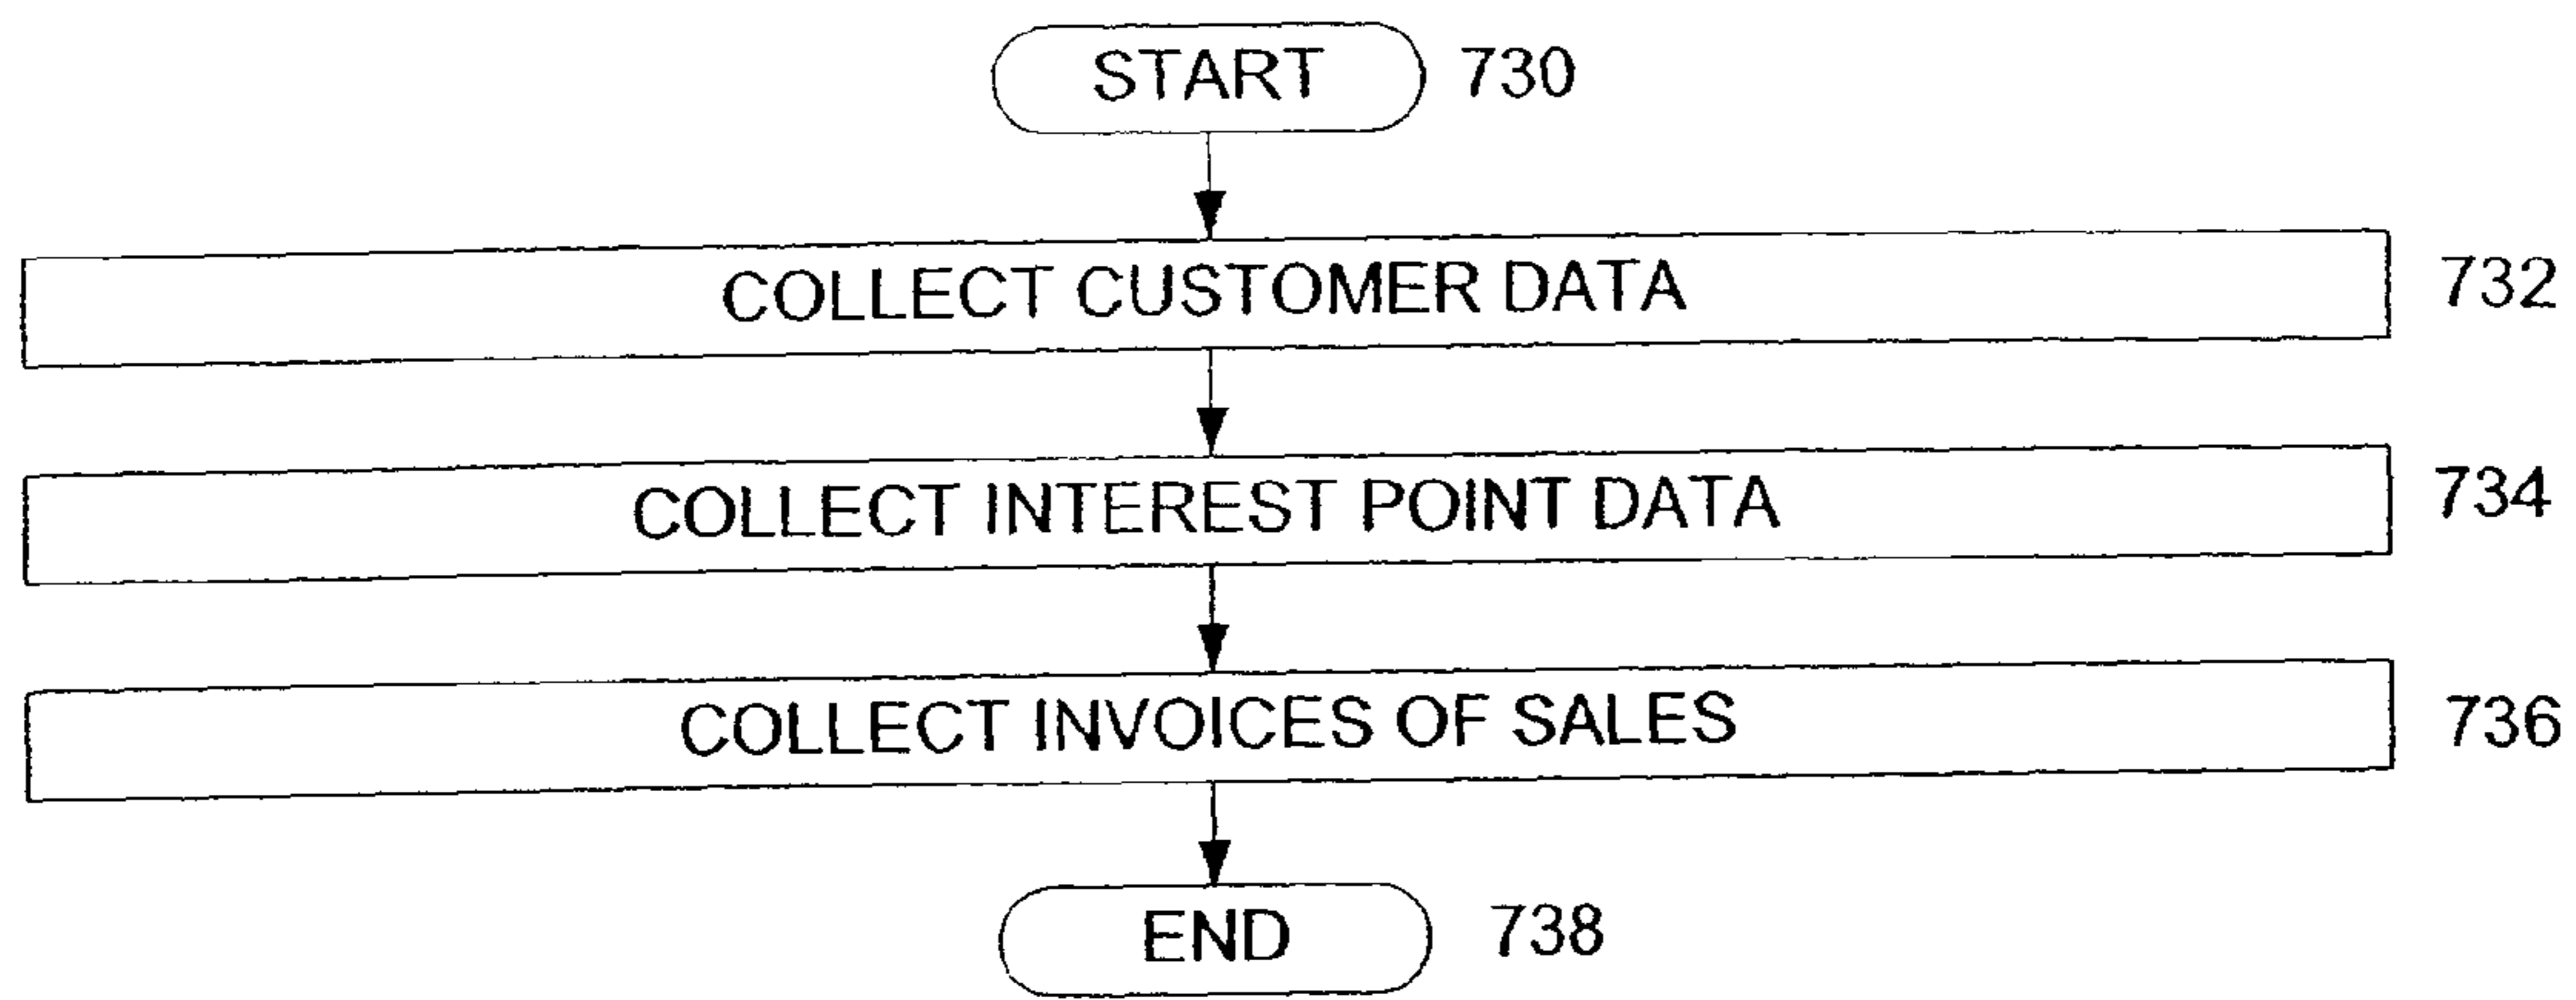 START 730
COLLECT CUSTOMER DATA 732
COLLECT INTEREST POINT DATA 734
COLLECT INVOICES OF SALES 736
END 738